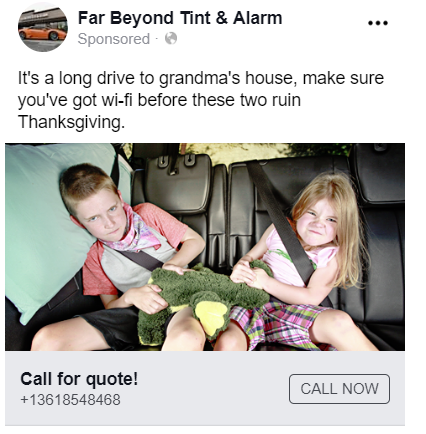 Far Beyond Tint & Alarm
Sponsored ·
It's a long drive to grandma's house, make sure
you've got wi-fi before these two ruin
Thanksgiving.
Call for quote!
+13618548468
CALL NOW